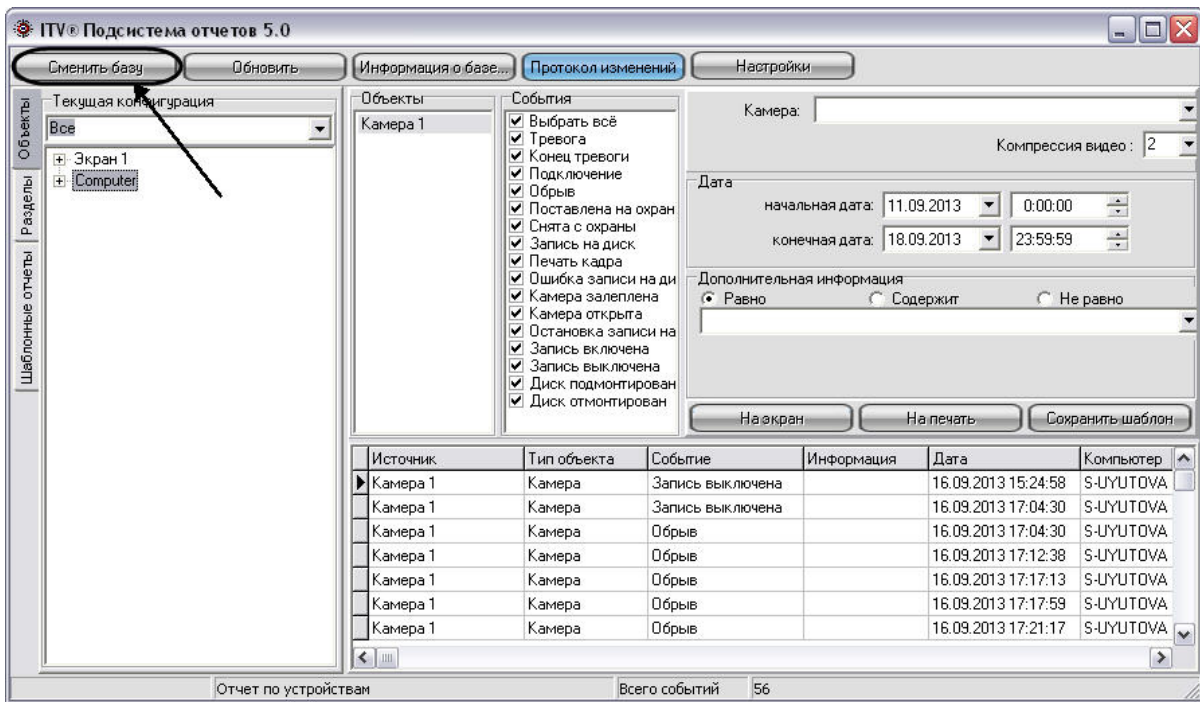 ITV® Подсистема отчетов 5.0
Сменить базу
Обновить
Информация о базе...
Протокол изменений
Настройки
Объекты
Разделы
Шаблонные отчеты
Текущая конфигурация
Все
Экран 1
Computer
Объекты
Камера 1
События
Выбрать всё
Тревога
Конец тревоги
Подключение
Обрыв
Поставлена на охран
Снята с охраны
Запись на диск
Печать кадра
Ошибка записи на ди
Камера залеплена
Камера открыта
Остановка записи на
Запись включена
Запись выключена
Диск подмонтирован
Диск отмонтирован
Камера:
Компрессия видео : 2
Дата
начальная дата: 11.09.2013 0:00:00
конечная дата: 18.09.2013 23:59:59
Дополнительная информация
Равно Содержит Не равно
На экран На печать Сохранить шаблон
Источник Тип объекта Событие Информация Дата Компьютер
Камера 1 Камера Запись выключена 16.09.2013 15:24:58 S-UYUTOVA
Камера 1 Камера Запись выключена 16.09.2013 17:04:30 S-UYUTOVA
Камера 1 Камера Обрыв 16.09.2013 17:04:30 S-UYUTOVA
Камера 1 Камера Обрыв 16.09.2013 17:12:38 S-UYUTOVA
Камера 1 Камера Обрыв 16.09.2013 17:17:13 S-UYUTOVA
Камера 1 Камера Обрыв 16.09.2013 17:17:59 S-UYUTOVA
Камера 1 Камера Обрыв 16.09.2013 17:21:17 S-UYUTOVA
Отчет по устройствам Всего событий 56